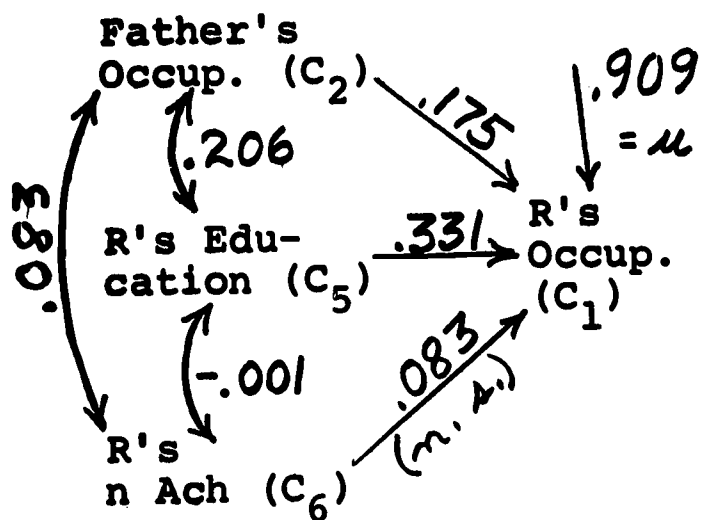 Father's
Occup. (C2)
.175
.909
= u
.206
.083
R's Edu-
cation (C5)
.331
R's
Occup.
(C1)
-.001
.083
(n. s.)
R's
n Ach (C6)